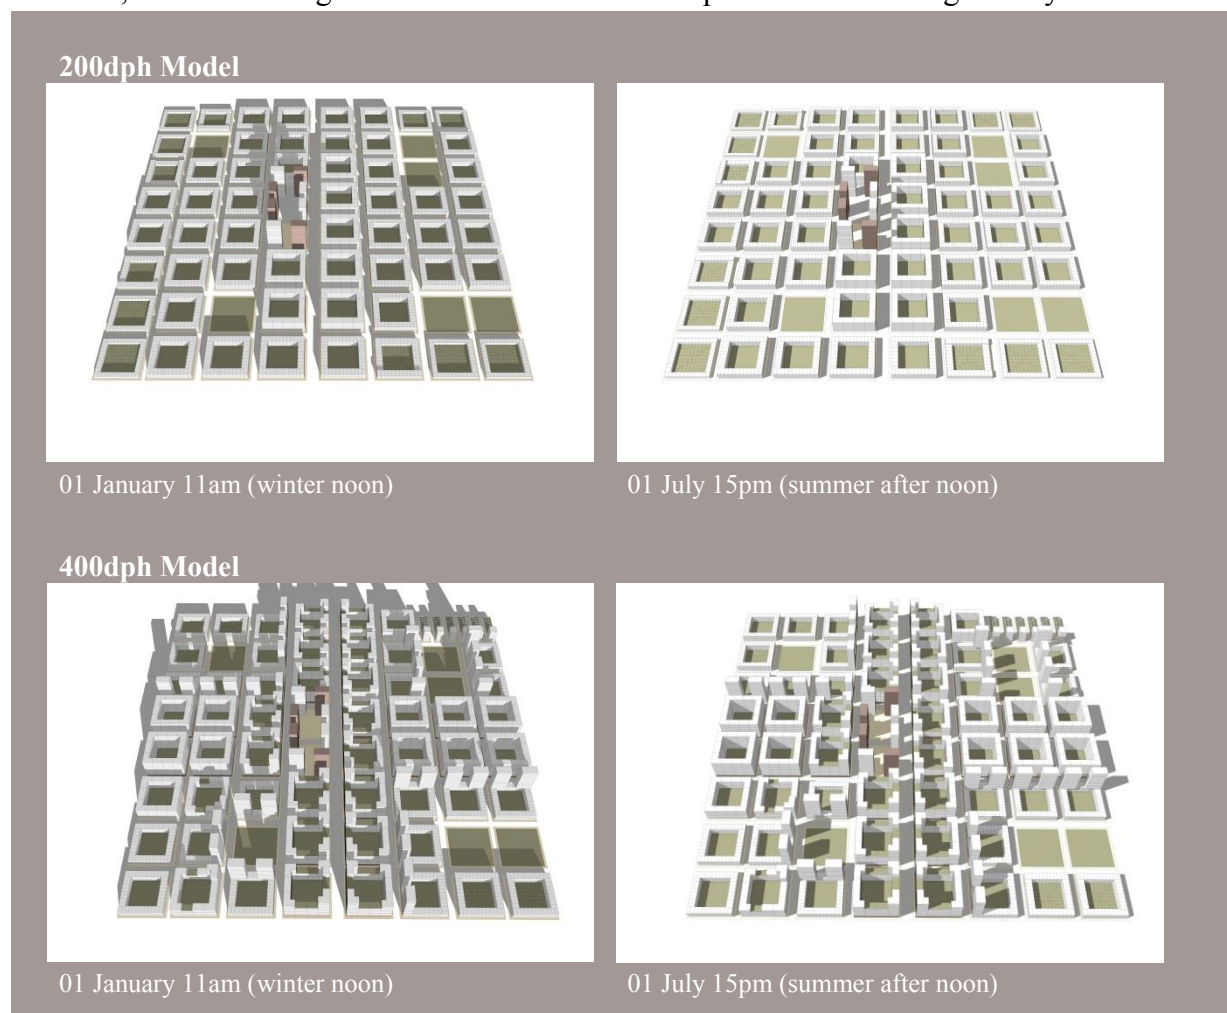 200dph Model
01 January 11am (winter noon)
01 July 15pm (summer after noon)
400dph Model
01 January 11am (winter noon)
01 July 15pm (summer after noon)